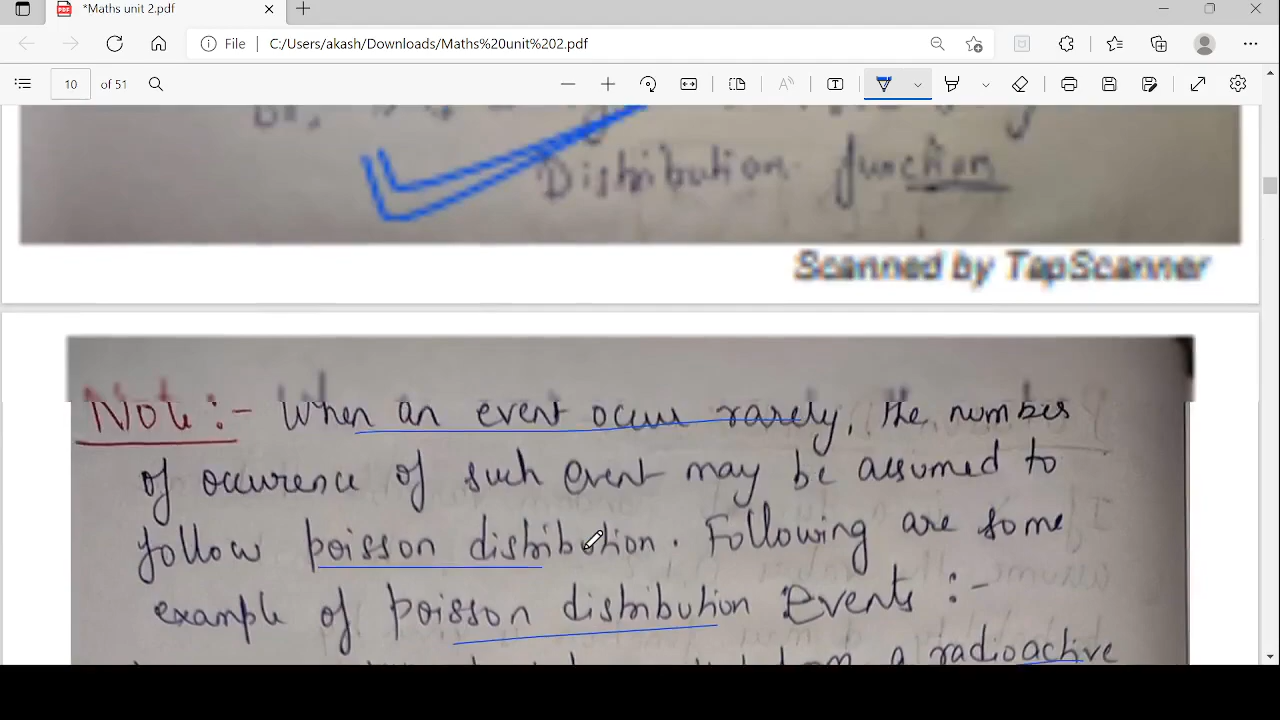 *Maths unit 2.pdf
File C:/Users/akash/Downloads/Maths%20unit%202.pdf
10 of 51
Distribution function
Scanned by TapScanner
Note:- When an event occur rarely, the number
of occurence of such event may be assumed to
follow poisson distribution. Following are some
example of poisson distribution Events :-
a radioactive